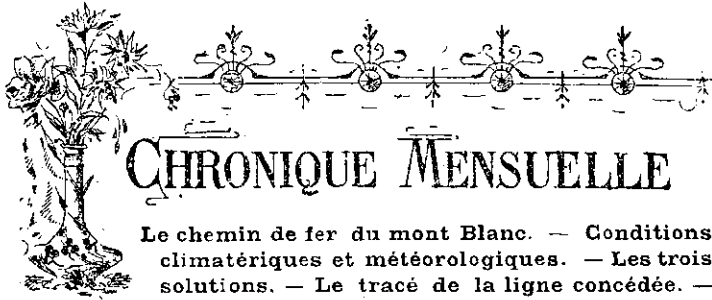 CHRONIQUE MENSUELLE
Le chemin de fer du mont Blanc. — Conditions
climatériques et météorologiques. — Les trois
solutions. — Le tracé de la ligne concédée. —